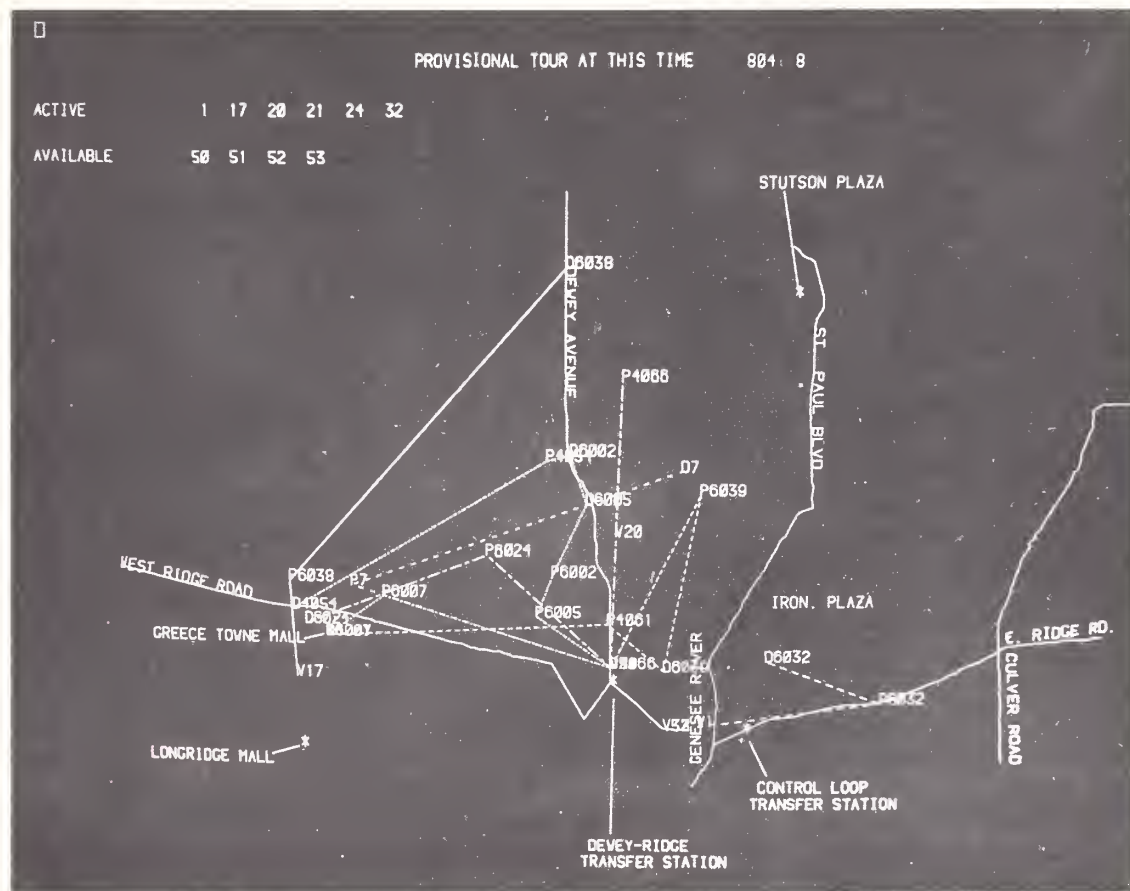 PROVISIONAL TOUR AT THIS TIME 804: 8
ACTIVE 1 17 20 21 24 32
AVAILABLE 50 51 52 53
STUTSON PLAZA
D6038
DEWEY AVENUE
ST. PAUL BLVD.
P4066
D6002
D7
D6005
P6039
V20
P6024
WEST RIDGE ROAD
P6038
P7
P6002
P6007
D4054
IRON. PLAZA
P6005
P4061
GREECE TOWNE MALL
E. RIDGE RD.
D6032
V17
GENESEE RIVER
CULVER ROAD
LONGRIDGE MALL
CONTROL LOOP
TRANSFER STATION
DEWEY-RIDGE
TRANSFER STATION